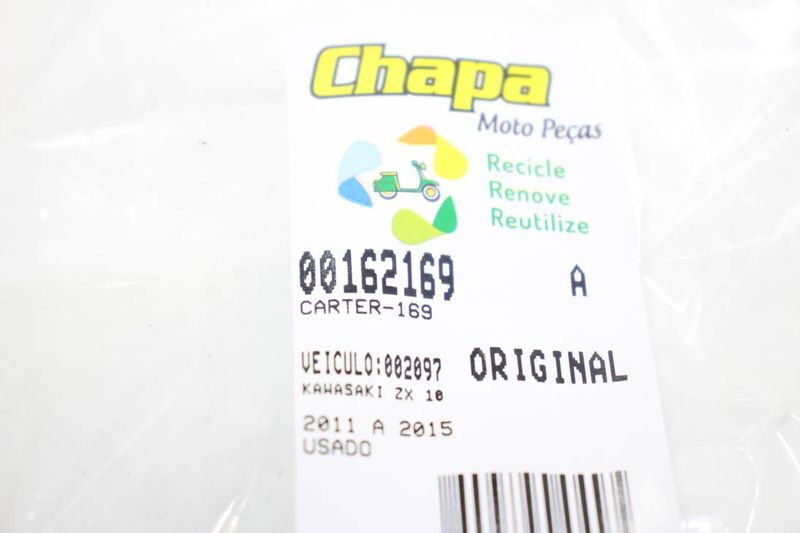 Chapa
Moto Peças
Recicle
Renove
Reutilize
00162169 A
CARTER-169
VEICULO:002097 ORIGINAL
KAWASAKI ZX 10
2011 A 2015
USADO